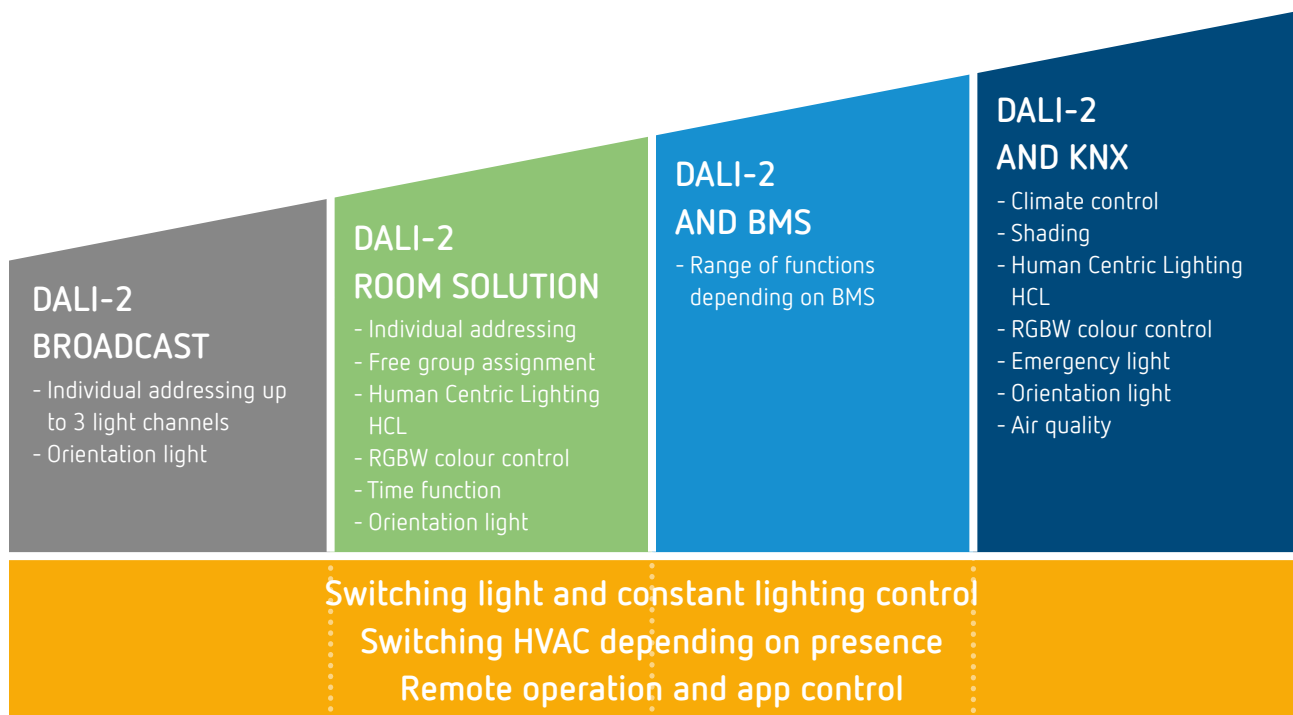 DALI-2
BROADCAST
- Individual addressing up
to 3 light channels
- Orientation light
DALI-2
ROOM SOLUTION
- Individual addressing
- Free group assignment
- Human Centric Lighting
HCL
- RGBW colour control
- Time function
- Orientation light
DALI-2
AND BMS
- Range of functions
depending on BMS
DALI-2
AND KNX
- Climate control
- Shading
- Human Centric Lighting
HCL
- RGBW colour control
- Emergency light
- Orientation light
- Air quality
Switching light and constant lighting control
Switching HVAC depending on presence
Remote operation and app control